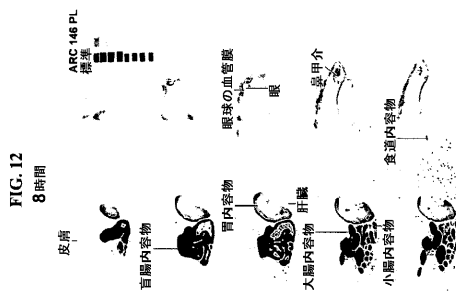 FIG. 12
8時間
ARC 146 PL
標準
皮膚
盲腸内容物
眼球の血管膜
眼
胃内容物
肝臓
鼻甲介
大腸内容物
食道内容物
小腸内容物